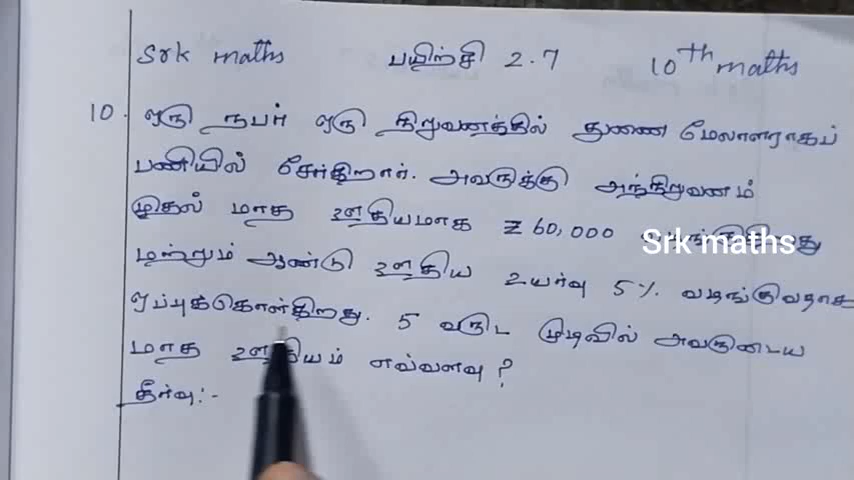 Srk maths பயிற்சி 2.7 10th maths
10. ஒரு நபர் ஒரு நிறுவனத்தில் துணை மேலாளராகப்
பணியில் சேர்கிறார். அவருக்கு அந்நிறுவனம்
முதல் மாத ஊதியமாக ₹ 60,000
Srk maths
மற்றும் ஆண்டு ஊதிய உயர்வு 5% வழங்குவதாக
ஒப்புக்கொள்கிறது. 5 வருட முடிவில் அவருடைய
மாத ஊதியம் எவ்வளவு?
தீர்வு:-